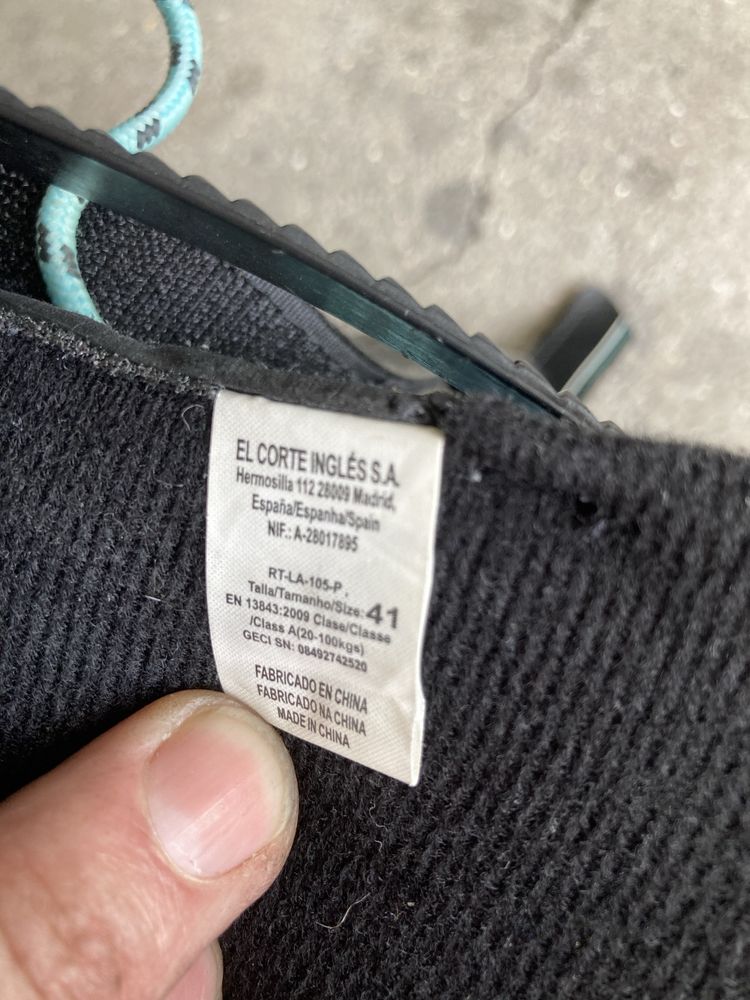 EL CORTE INGLÉS S.A.
Hermosilla 112 28009 Madrid,
España/Espanha/Spain
NIF.: A-28017895
RT-LA-105-P .
Talla/Tamanho/Size: 41
EN 13843:2009 Clase/Classe
/Class A(20-100kgs)
GECI SN: 08492742520
FABRICADO EN CHINA
FABRICADO NA CHINA
MADE IN CHINA